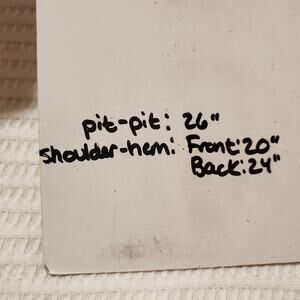 pit-pit: 26"
shoulder-hem: Front: 20"
Back: 24"